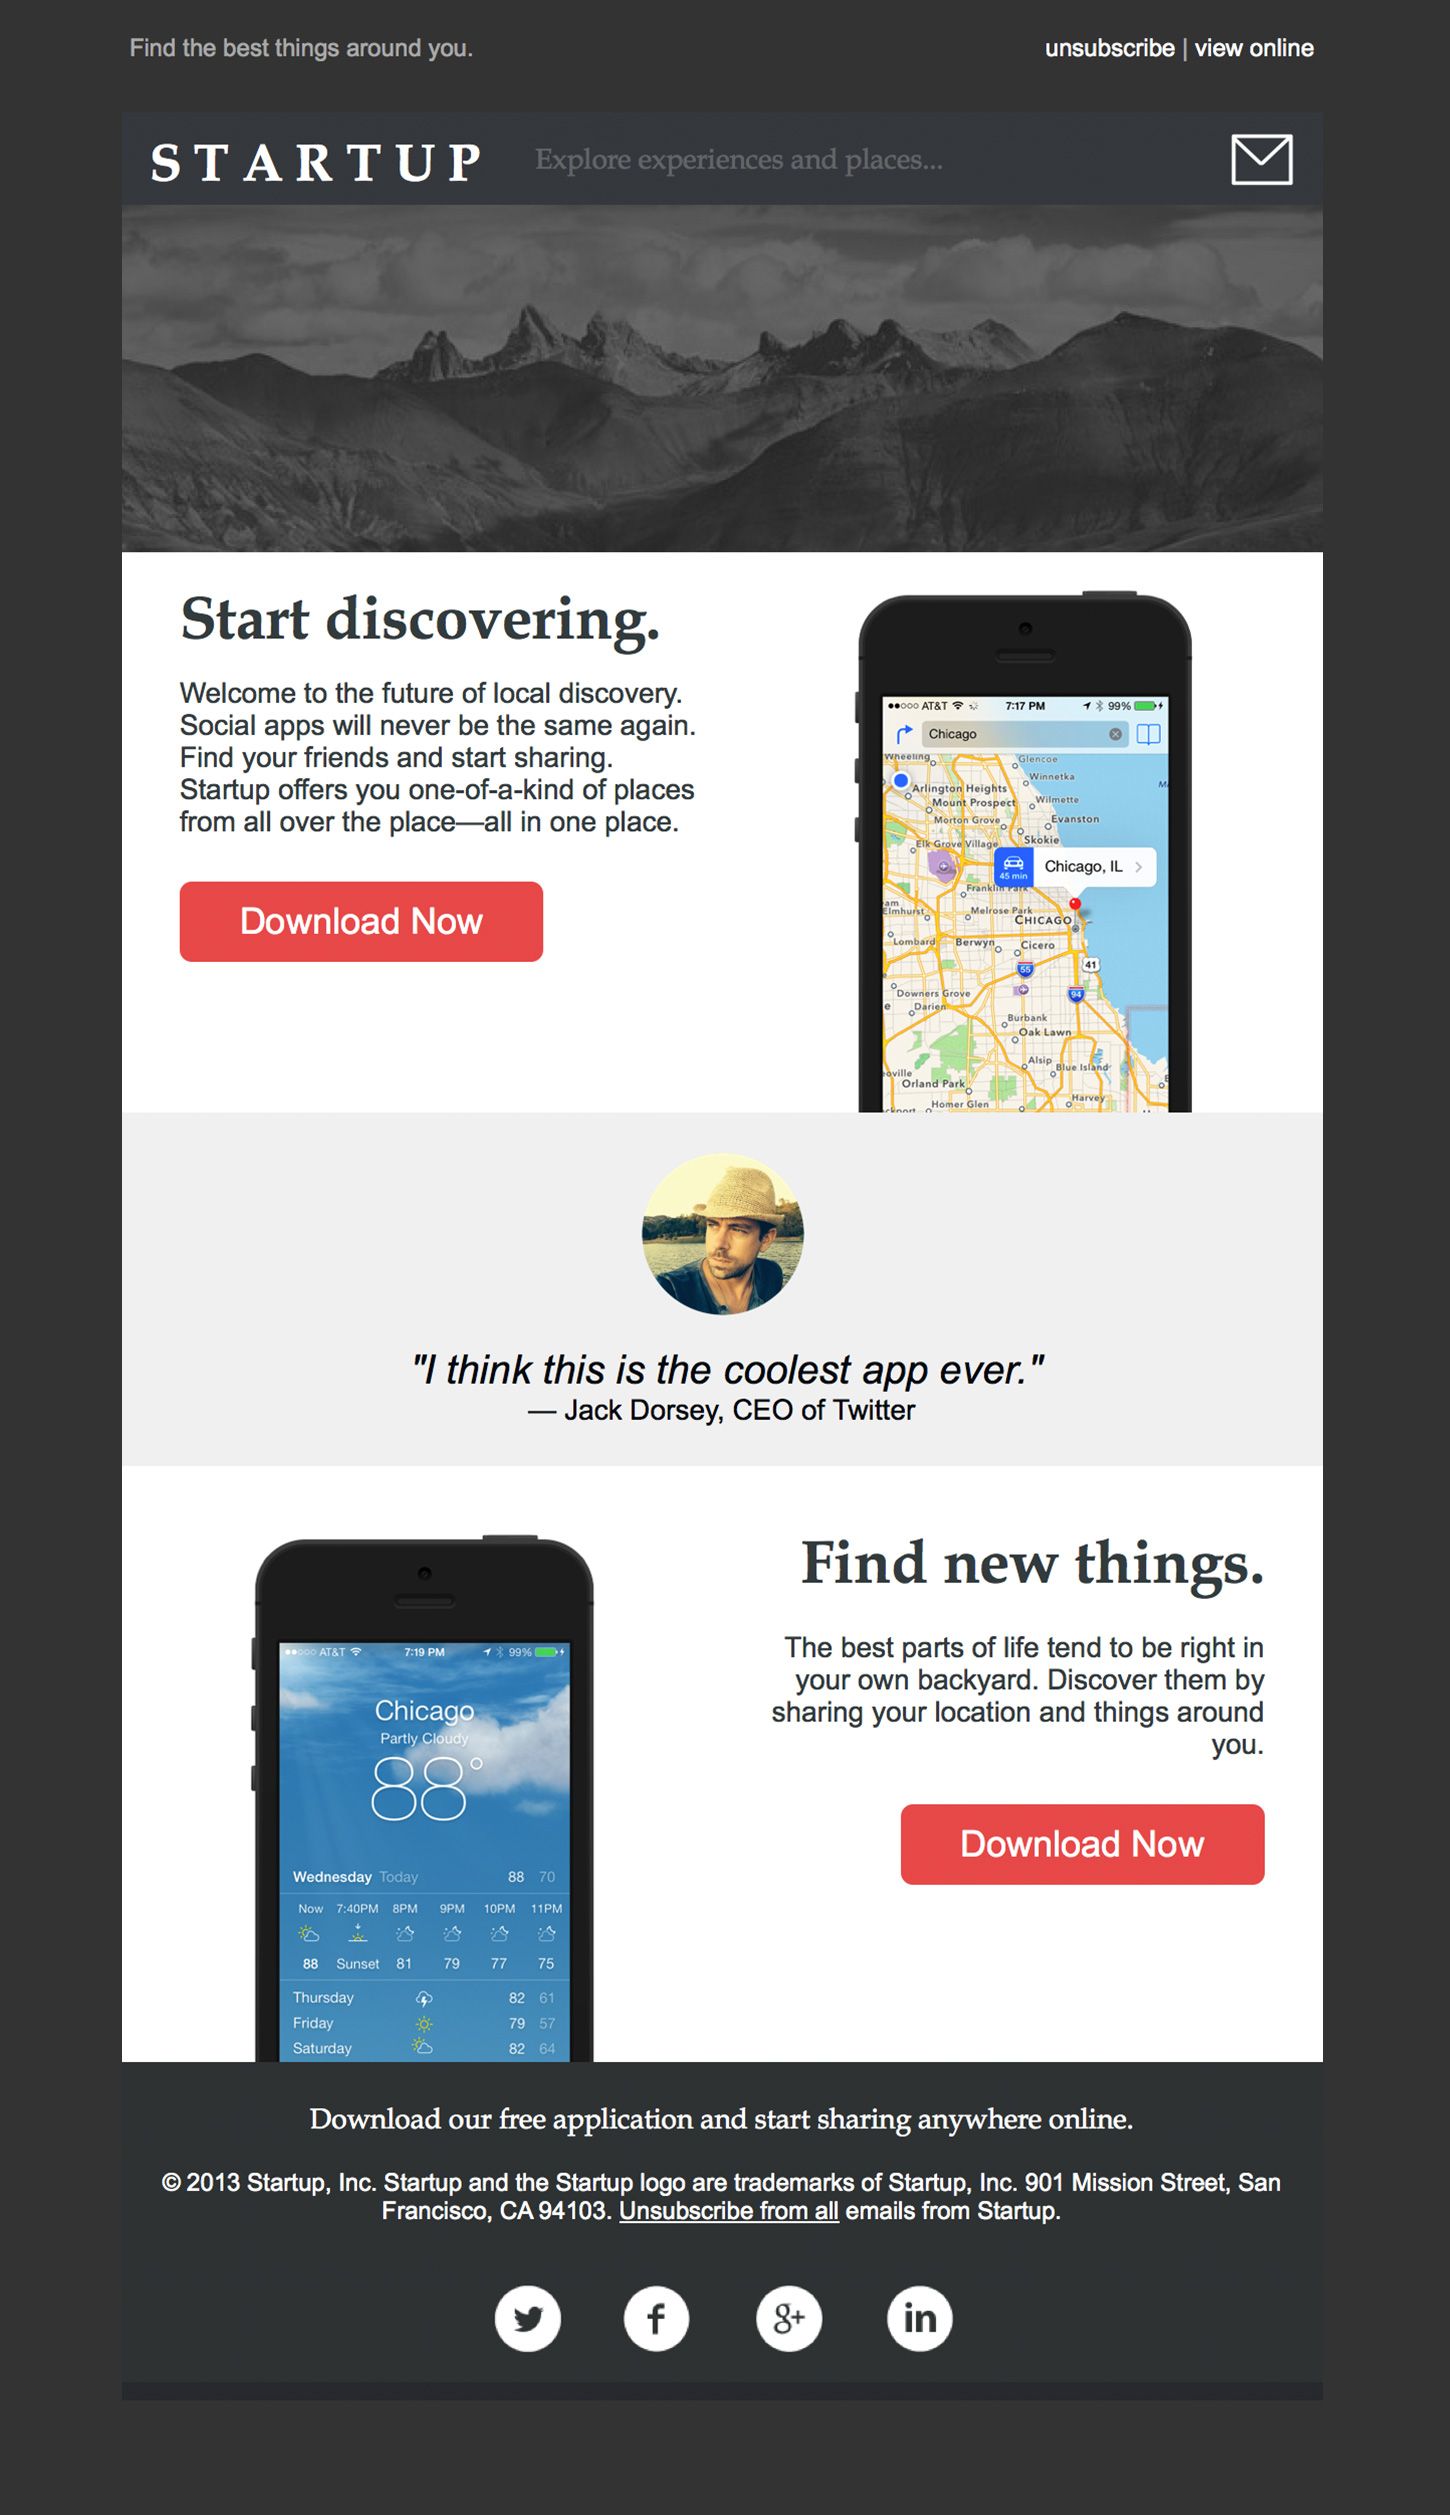 Find the best things around you.
unsubscribe | view online
STARTUP
Explore experiences and places...
Start discovering.
Welcome to the future of local discovery.
Social apps will never be the same again.
Find your friends and start sharing.
Startup offers you one-of-a-kind of places
from all over the place—all in one place.
Download Now
AT&T 7:17 PM 99%
Chicago
Wheeling
Glencoe
Winnetka
Arlington Heights
Mount Prospect
Wilmette
Morton Grove
Evanston
Skokie
Elk Grove Village
45 min
Chicago, IL
Franklin Park
Elmhurst
Melrose Park
CHICAGO
Lombard
Berwyn
Cicero
55
41
94
Downers Grove
Darien
Burbank
Oak Lawn
Alsip
Blue Island
Orland Park
Homer Glen
Harvey
"I think this is the coolest app ever."
— Jack Dorsey, CEO of Twitter
AT&T 7:19 PM 99%
Chicago
Partly Cloudy
88°
Wednesday Today 88 70
Now 7:40PM 8PM 9PM 10PM 11PM
88 Sunset 81 79 77 75
Thursday 82 61
Friday 79 57
Saturday 82 64
Find new things.
The best parts of life tend to be right in
your own backyard. Discover them by
sharing your location and things around
you.
Download Now
Download our free application and start sharing anywhere online.
© 2013 Startup, Inc. Startup and the Startup logo are trademarks of Startup, Inc. 901 Mission Street, San
Francisco, CA 94103. Unsubscribe from all emails from Startup.
f
g+
in